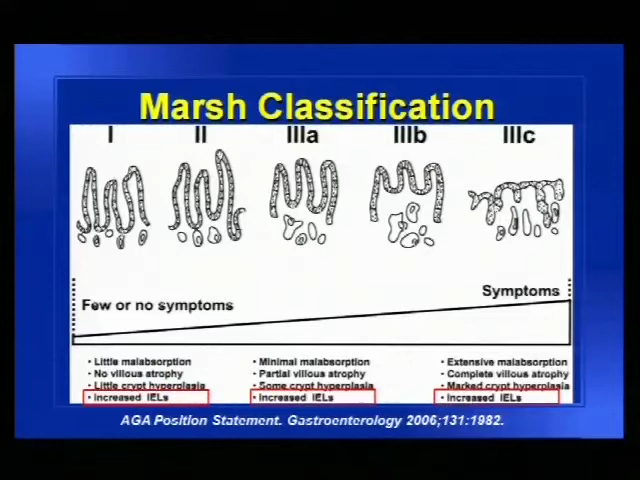 Marsh Classification
I II IIIa IIIb IIIc
Symptoms
Few or no symptoms
• Little malabsorption
• No villous atrophy
• Little crypt hyperplasia
• Increased IELs
• Minimal malabsorption
• Partial villous atrophy
• Some crypt hyperplasia
• Increased IELs
• Extensive malabsorption
• Complete villous atrophy
• Marked crypt hyperplasia
• Increased IELs
AGA Position Statement. Gastroenterology 2006;131:1982.